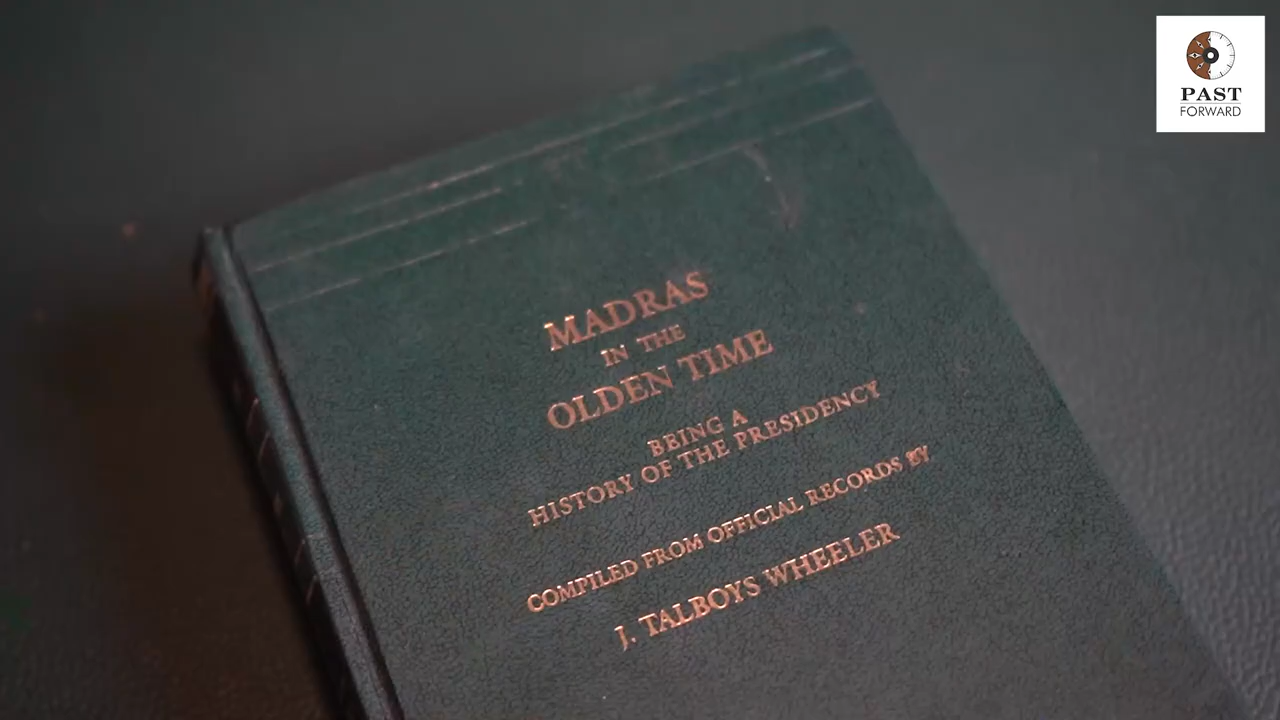 MADRAS
IN THE
OLDEN TIME
BEING A
HISTORY OF THE PRESIDENCY
COMPILED FROM OFFICIAL RECORDS BY
J. TALBOYS WHEELER
PAST
FORWARD